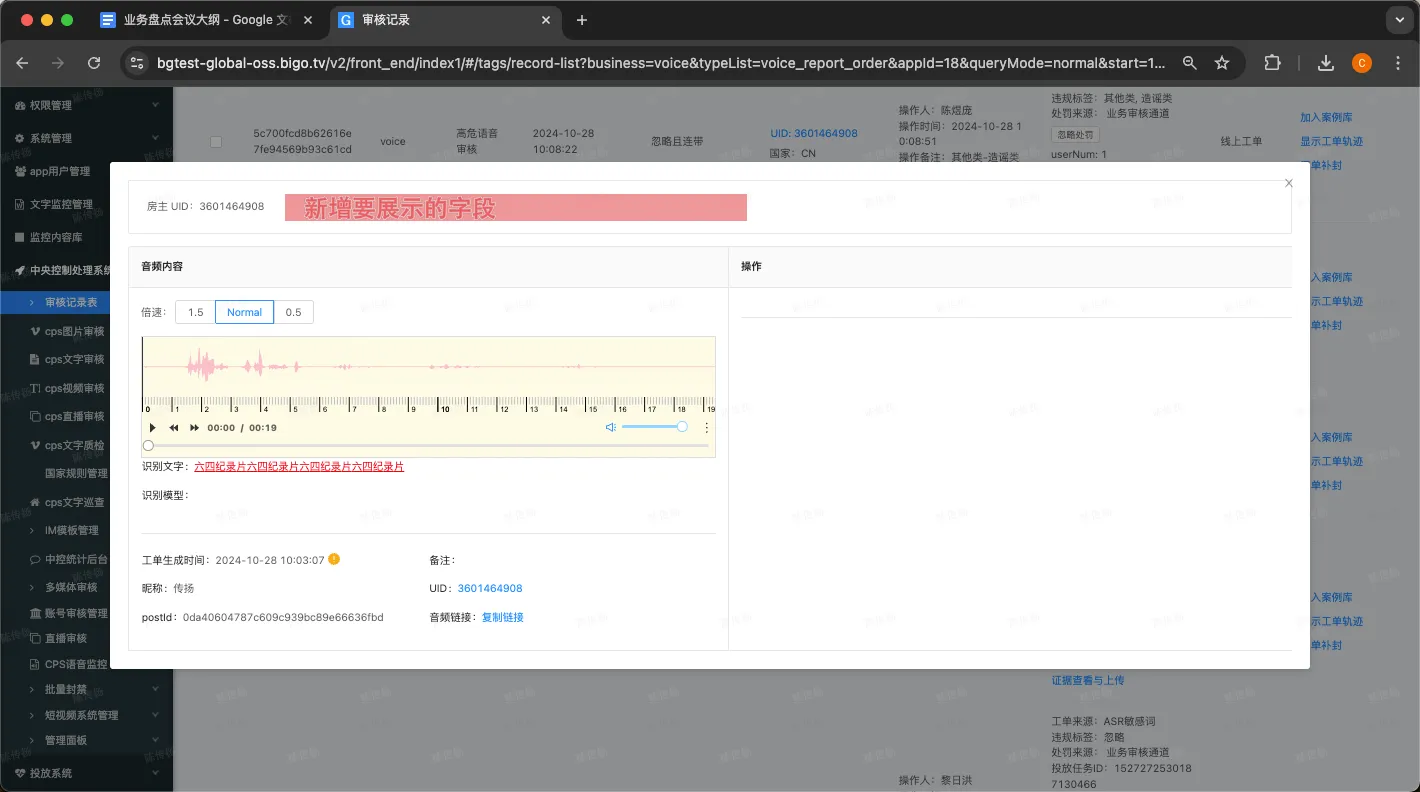 业务盘点会议大纲 - Google 文
审核记录
bgtest-global-oss.bigo.tv/v2/front_end/index1/#/tags/record-list?business=voice&typeList=voice_report_order&appId=18&queryMode=normal&start=1...
C
权限管理
系统管理
app用户管理
文字监控管理
监控内容库
中央控制处理系统
审核记录表
cps图片审核
cps文字审核
cps视频审核
cps直播审核
cps文字质检
国家规则管理
cps文字巡查
IM模板管理
中控统计后台
多媒体审核
账号审核管理
直播审核
CPS语音监控
批量封禁
短视频系统管理
管理面板
投放系统
5c700fcd8b62616e
7fe94569b93c61cd
voice
高危语音
审核
2024-10-28
10:08:22
忽略且连带
UID: 3601464908
国家：CN
操作人：陈煜庞
操作时间：2024-10-28 1
0:08:51
操作备注：其他类-造谣类
违规标签：其他类, 造谣类
处罚来源： 业务审核通道
忽略处罚
userNum: 1
线上工单
加入案例库
显示工单轨迹
单补封
房主 UID：3601464908
新增要展示的字段
音频内容
操作
倍速：
1.5
Normal
0.5
0 1 2 3 4 5 6 7 8 9 10 11 12 13 14 15 16 17 18 19
00:00 / 00:19
识别文字：六四纪录片六四纪录片六四纪录片六四纪录片
识别模型：
工单生成时间：2024-10-28 10:03:07
备注：
昵称：传扬
UID：3601464908
postId：0da40604787c609c939bc89e66636fbd
音频链接：复制链接
入案例库
示工单轨迹
单补封
入案例库
示工单轨迹
单补封
入案例库
示工单轨迹
单补封
证据查看与上传
工单来源：ASR敏感词
违规标签：忽略
处罚来源： 业务审核通道
投放任务ID：152727253018
7130466
操作人：黎日洪